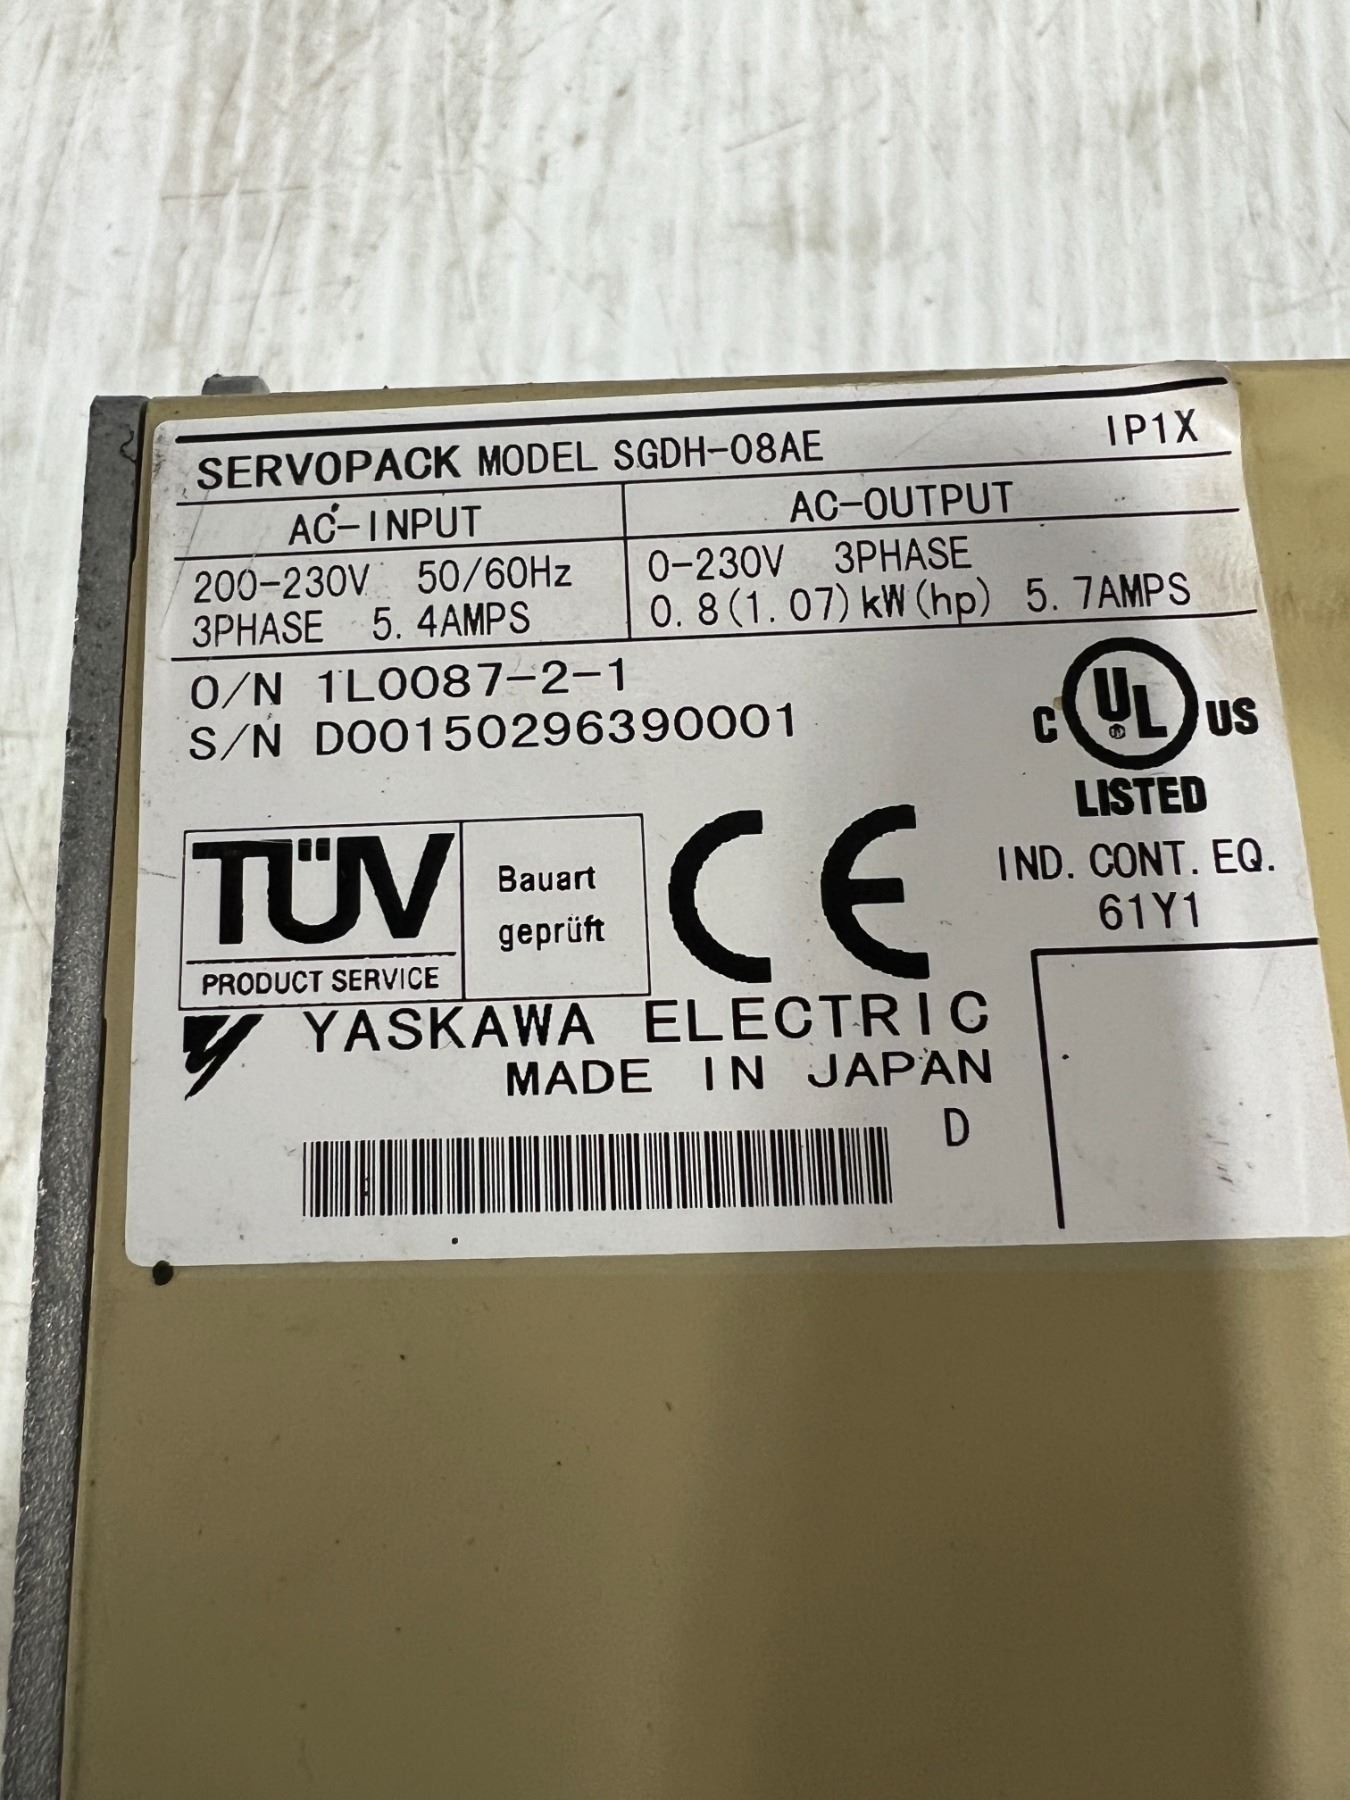 SERVOPACK MODEL SGDH-08AE IP1X
AC-INPUT AC-OUTPUT
200-230V 50/60Hz 0-230V 3PHASE
3PHASE 5.4AMPS 0.8(1.07)kW(hp) 5.7AMPS
O/N 1L0087-2-1
S/N D00150296390001
C UL ® US
LISTED
IND. CONT. EQ.
61Y1
TÜV
PRODUCT SERVICE
Bauart
geprüft
CE
YASKAWA ELECTRIC
MADE IN JAPAN
D